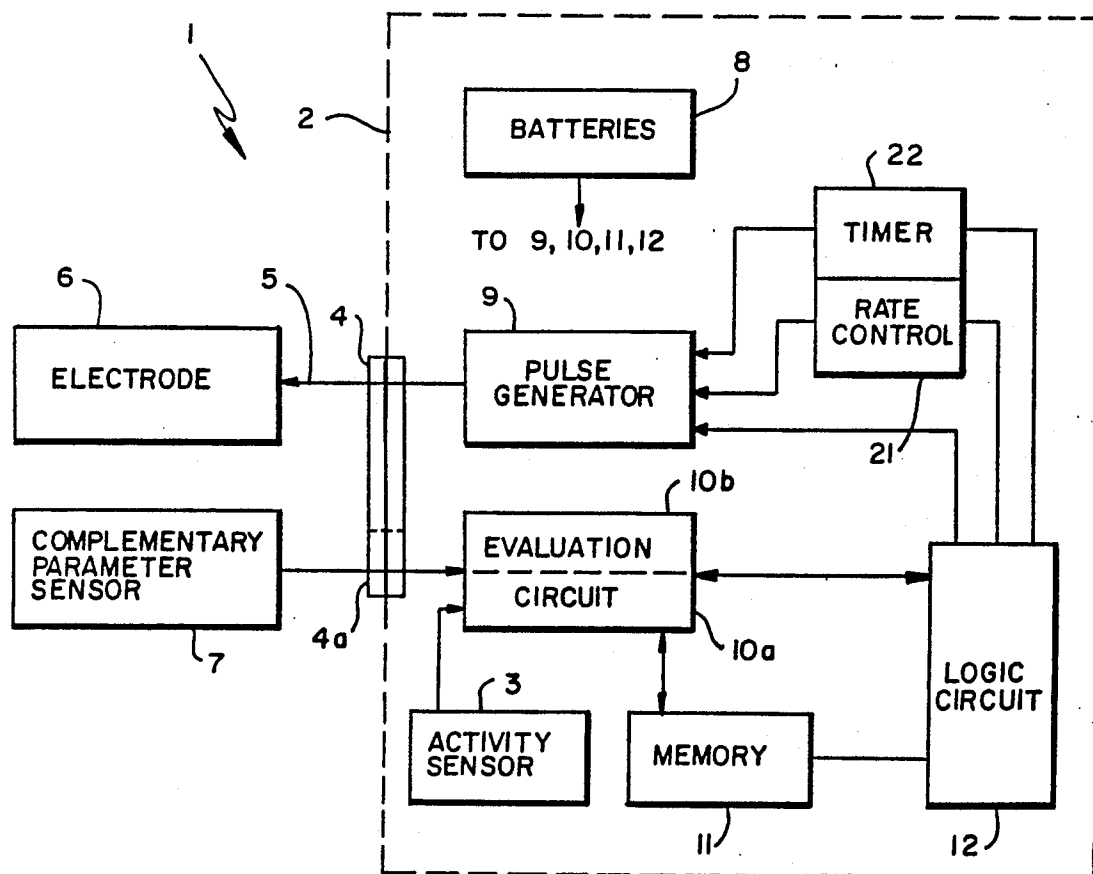 1
2
8
BATTERIES
TO 9, 10, 11, 12
22
TIMER
RATE
CONTROL
21
6
5
4
9
ELECTRODE
PULSE
GENERATOR
10b
COMPLEMENTARY
PARAMETER
SENSOR
7
4a
EVALUATION
CIRCUIT
10a
3
ACTIVITY
SENSOR
MEMORY
11
LOGIC
CIRCUIT
12